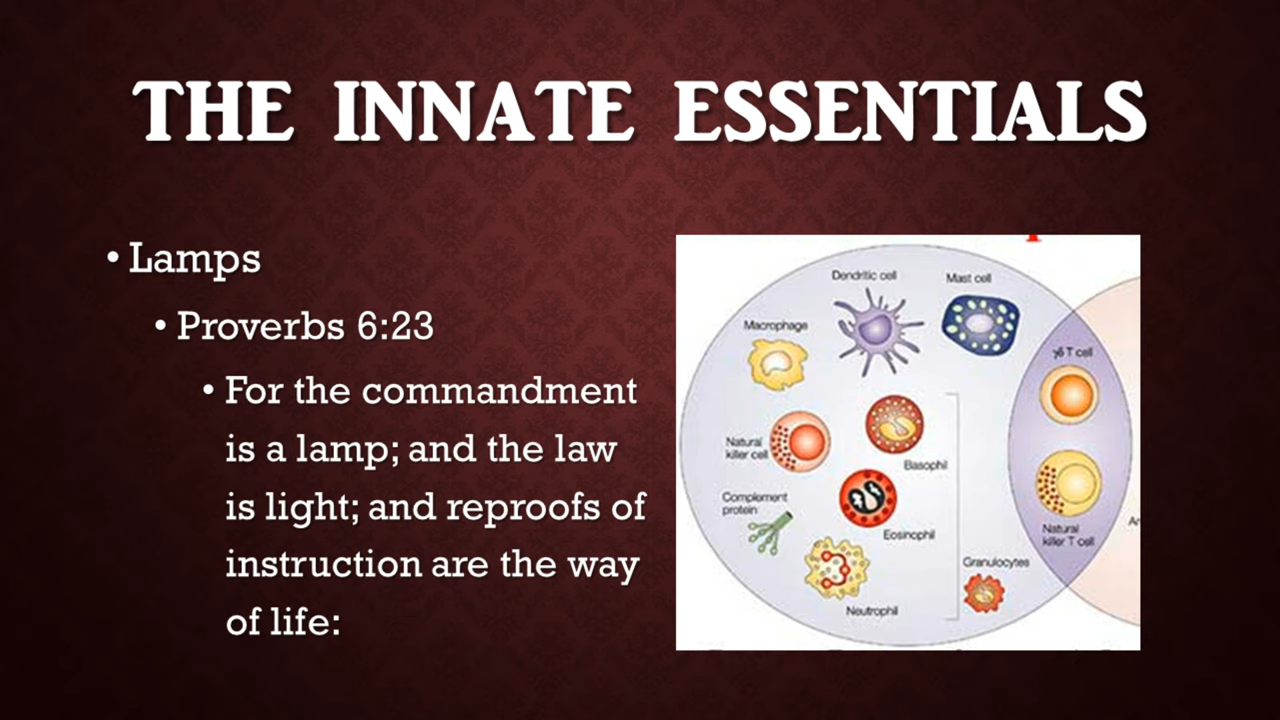 THE INNATE ESSENTIALS
• Lamps
• Proverbs 6:23
• For the commandment
is a lamp; and the law
is light; and reproofs of
instruction are the way
of life:
Dendritic cell
Mast cell
Macrophage
γδ T cell
Natural
killer cell
Basophil
Complement
protein
Eosinophil
Natural
killer T cell
Granulocytes
Neutrophil